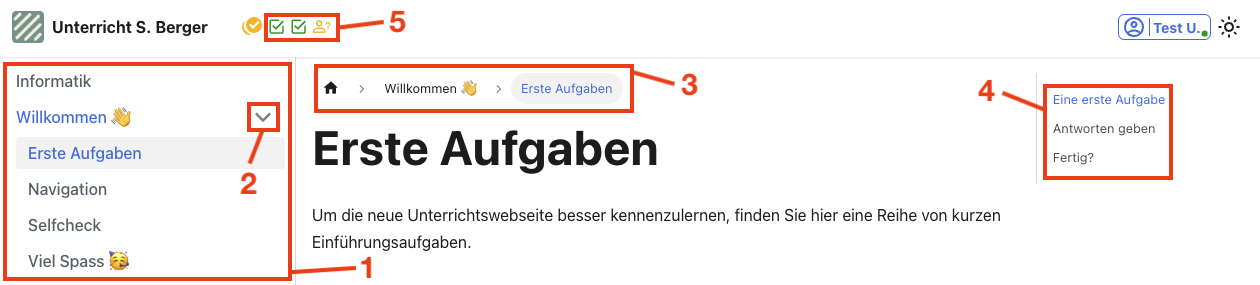 Unterricht S. Berger
5
Test U.
Informatik
Willkommen 👋
2
Erste Aufgaben
Navigation
Selfcheck
Viel Spass 🥳
1
Willkommen 👋 Erste Aufgaben
3
Erste Aufgaben
Um die neue Unterrichtswebseite besser kennenzulernen, finden Sie hier eine Reihe von kurzen
Einführungsaufgaben.
4
Eine erste Aufgabe
Antworten geben
Fertig?